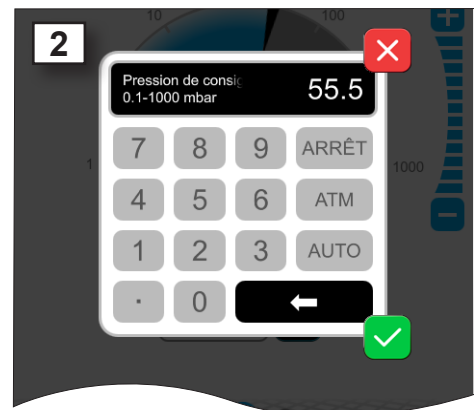 10 100
2
Pression de consig
0.1-1000 mbar
55.5
7 8 9 ARRÊT
1 1000
4 5 6 ATM
1 2 3 AUTO
. 0